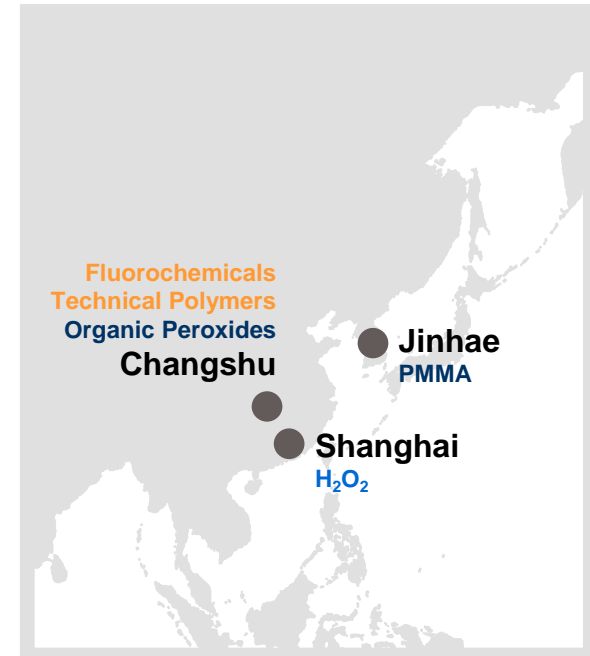 Fluorochemicals
Technical Polymers
Organic Peroxides
Changshu
Jinhae
PMMA
Shanghai
H₂O₂